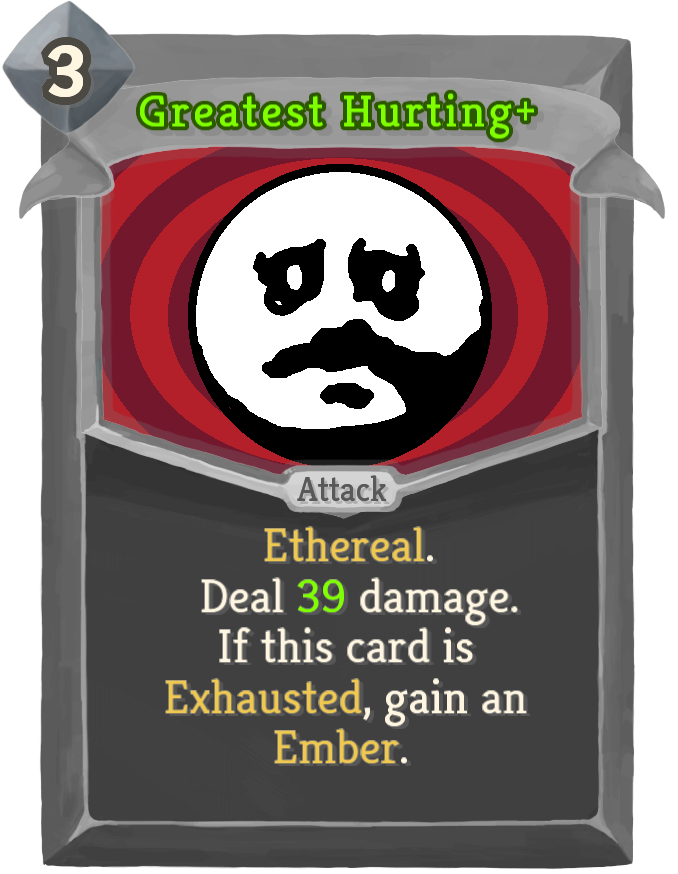 3
Greatest Hurting+
Attack
Ethereal.
Deal 39 damage.
If this card is
Exhausted, gain an
Ember.